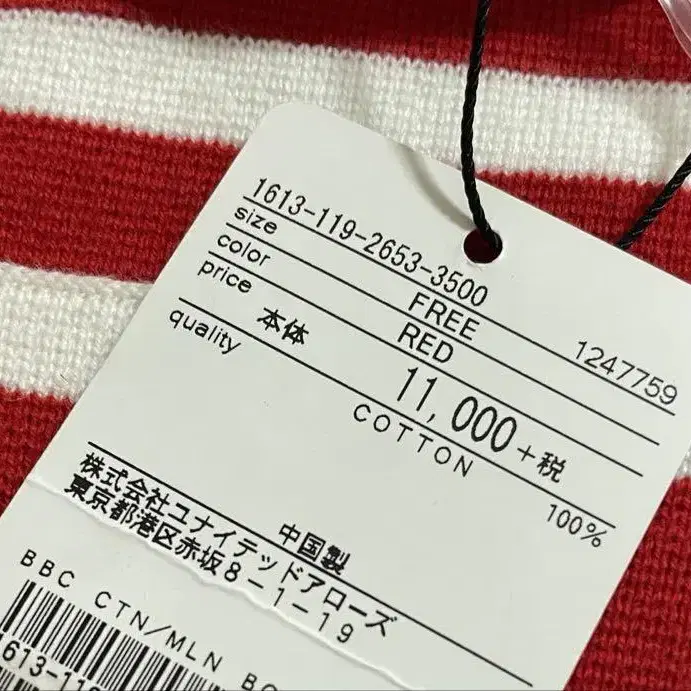 1613-119-2653-3500
size FREE 1247759
color RED
price 本体 11,000+税
quality COTTON 100%
中国製
株式会社ユナイテッドアローズ
東京都港区赤坂8-1-19
BBC CTN/MLN